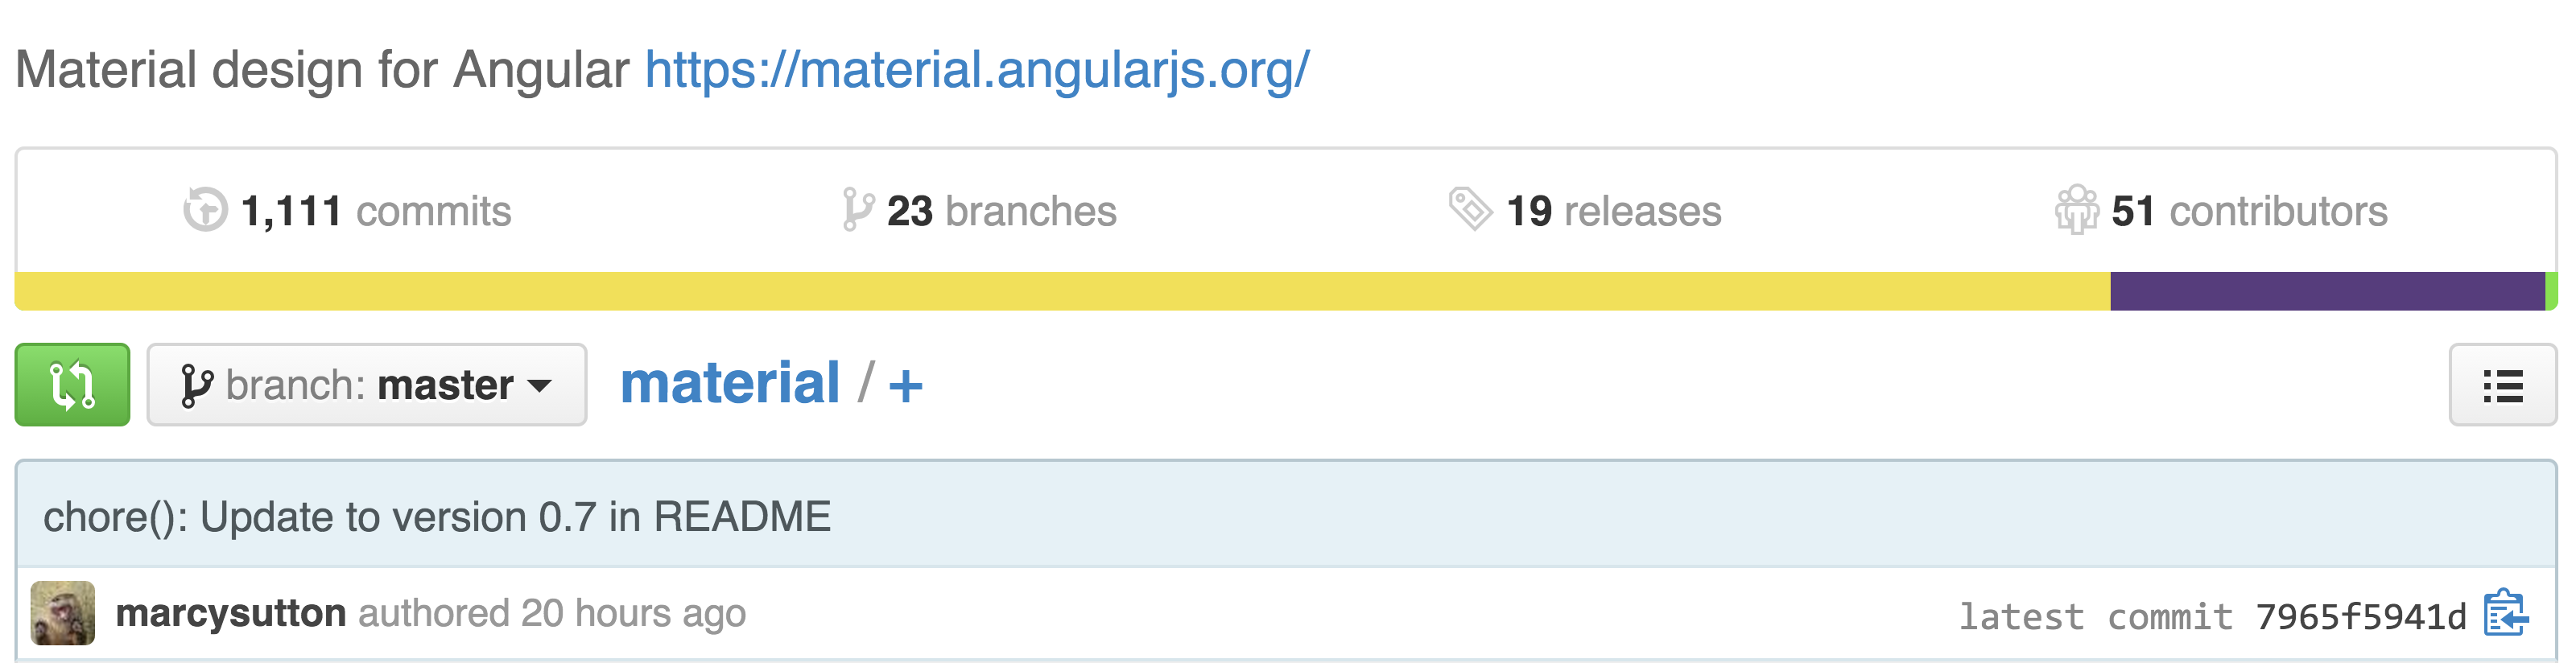 Material design for Angular https://material.angularjs.org/
1,111 commits 23 branches 19 releases 51 contributors
branch: master material / +
chore(): Update to version 0.7 in README
marcysutton authored 20 hours ago latest commit 7965f5941d